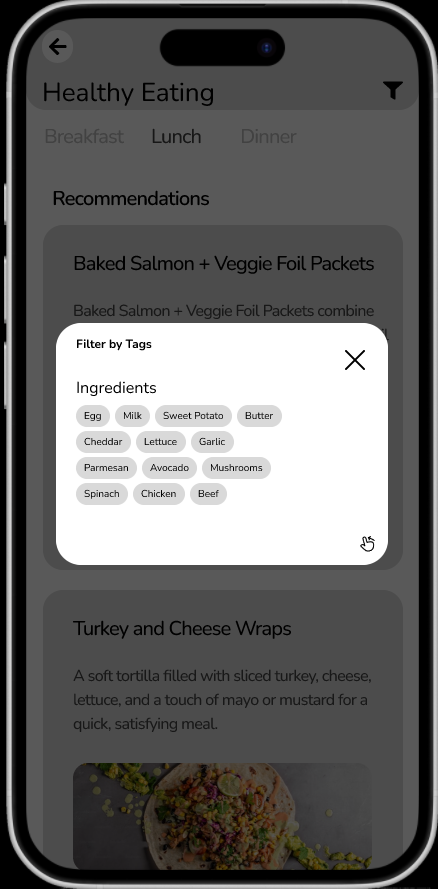 Healthy Eating
Breakfast Lunch Dinner
Recommendations
Baked Salmon + Veggie Foil Packets
Baked Salmon + Veggie Foil Packets combine
Filter by Tags
Ingredients
Egg Milk Sweet Potato Butter
Cheddar Lettuce Garlic
Parmesan Avocado Mushrooms
Spinach Chicken Beef
Turkey and Cheese Wraps
A soft tortilla filled with sliced turkey, cheese,
lettuce, and a touch of mayo or mustard for a
quick, satisfying meal.